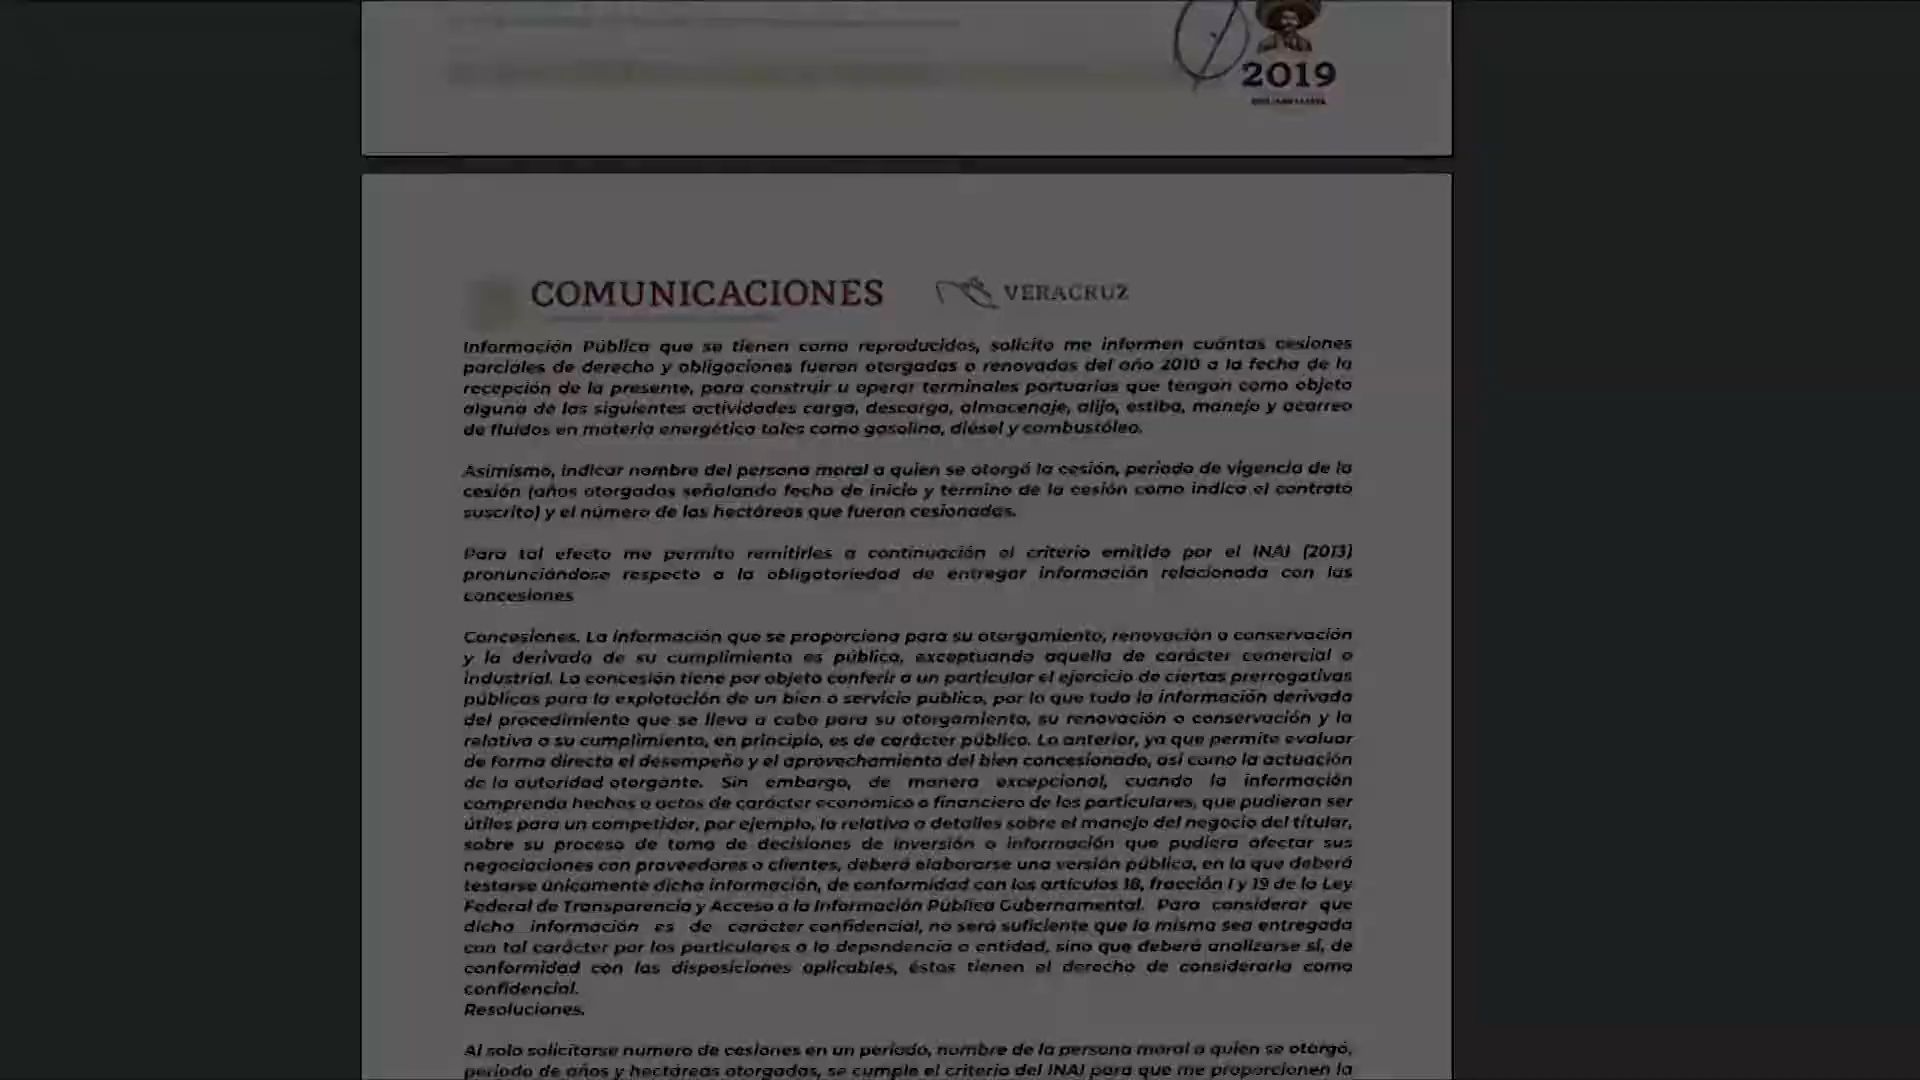 2019
COMUNICACIONES
VERACRUZ
Información Pública que se tienen como reproducidos, solicito me informen cuántas cesiones
parciales de derecho y obligaciones fueron otorgadas o renovadas del año 2010 a la fecha de la
recepción de la presente, para construir u operar terminales portuarias que tengan como objeto
alguna de las siguientes actividades carga, descarga, almacenaje, alijo, estiba, manejo y acarreo
de fluidos en materia energética tales como gasolina, diésel y combustóleo.
Asimismo, indicar nombre del persona moral a quien se otorgó la cesión, periodo de vigencia de la
cesión (años otorgados señalando fecha de inicio y término de la cesión como indica el contrato
suscrito) y el número de las hectáreas que fueron cesionadas.
Para tal efecto me permito remitirles a continuación el criterio emitido por el INAI (2013)
pronunciándose respecto a la obligatoriedad de entregar información relacionada con las
concesiones
Concesiones. La información que se proporciona para su otorgamiento, renovación o conservación
y la derivada de su cumplimiento es pública, exceptuando aquella de carácter comercial o
industrial. La concesión tiene por objeto conferir a un particular el ejercicio de ciertas prerrogativas
públicas para la explotación de un bien o servicio público, por lo que toda la información derivada
del procedimiento que se lleva a cabo para su otorgamiento, su renovación o conservación y la
relativa a su cumplimiento, en principio, es de carácter público. Lo anterior, ya que permite evaluar
de forma directa el desempeño y el aprovechamiento del bien concesionado, así como la actuación
de la autoridad otorgante. Sin embargo, de manera excepcional, cuando la información
comprenda hechos o actos de carácter económico o financiero de los particulares, que pudieran ser
útiles para un competidor, por ejemplo, la relativa a detalles sobre el manejo del negocio del titular,
sobre su proceso de toma de decisiones de inversión o información que pudiera afectar sus
negociaciones con proveedores o clientes, deberá elaborarse una versión pública, en la que deberá
testarse únicamente dicha información, de conformidad con los artículos 18, fracción I y 19 de la Ley
Federal de Transparencia y Acceso a la Información Pública Gubernamental. Para considerar que
dicha información es de carácter confidencial, no será suficiente que la misma sea entregada
con tal carácter por los particulares a la dependencia o entidad, sino que deberá analizarse si, de
conformidad con las disposiciones aplicables, éstos tienen el derecho de considerarla como
confidencial.
Resoluciones.
Al solo solicitarse numero de cesiones en un periodo, nombre de la persona moral a quien se otorgó,
periodo de años y hectáreas otorgadas, se cumple el criterio del INAI para que me proporcionen la